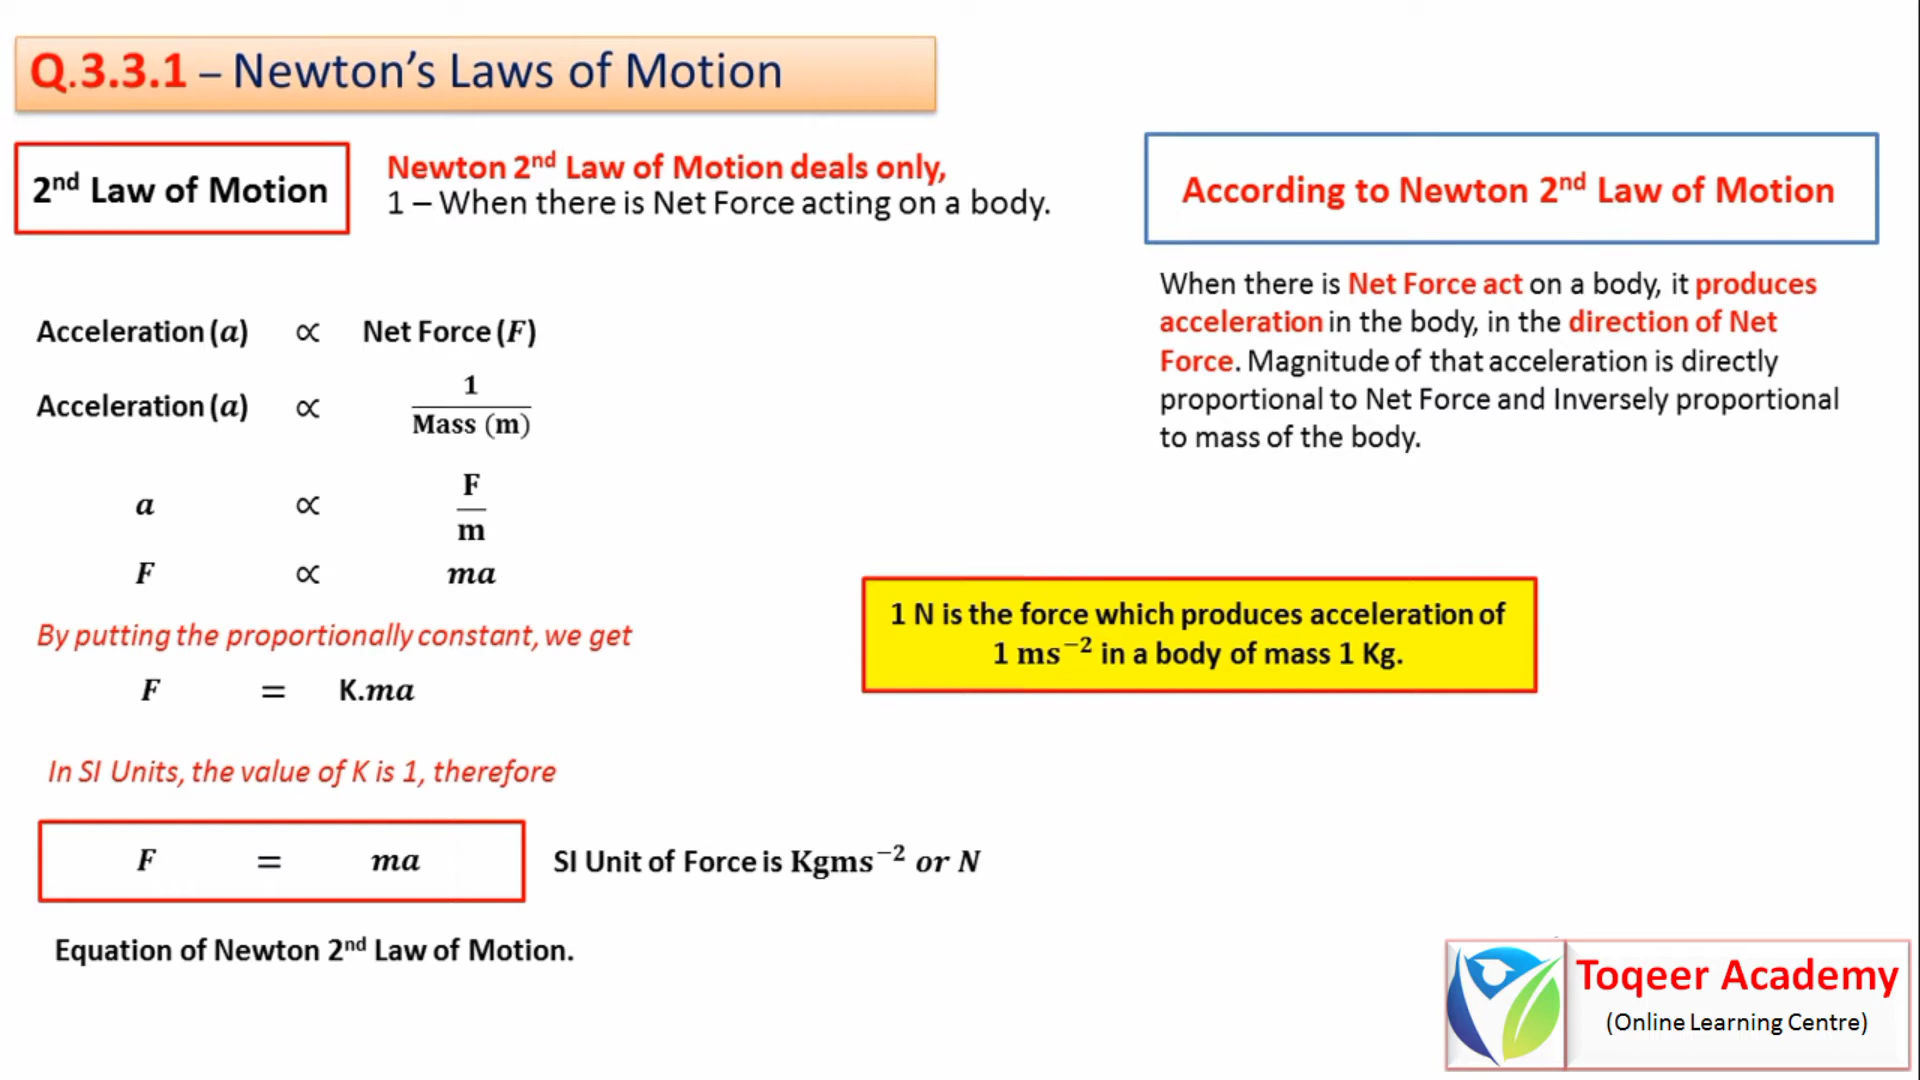 Q.3.3.1 – Newton’s Laws of Motion
2nd Law of Motion
Newton 2nd Law of Motion deals only,
1 – When there is Net Force acting on a body.
Acceleration (a) ∝ Net Force (F)
Acceleration (a) ∝ 1 / Mass (m)
a ∝ F / m
F ∝ ma
By putting the proportionally constant, we get
F = K.ma
In SI Units, the value of K is 1, therefore
F = ma
SI Unit of Force is Kgms⁻² or N
Equation of Newton 2nd Law of Motion.
According to Newton 2nd Law of Motion
When there is Net Force act on a body, it produces
acceleration in the body, in the direction of Net
Force. Magnitude of that acceleration is directly
proportional to Net Force and Inversely proportional
to mass of the body.
1 N is the force which produces acceleration of
1 ms⁻² in a body of mass 1 Kg.
Toqeer Academy
(Online Learning Centre)